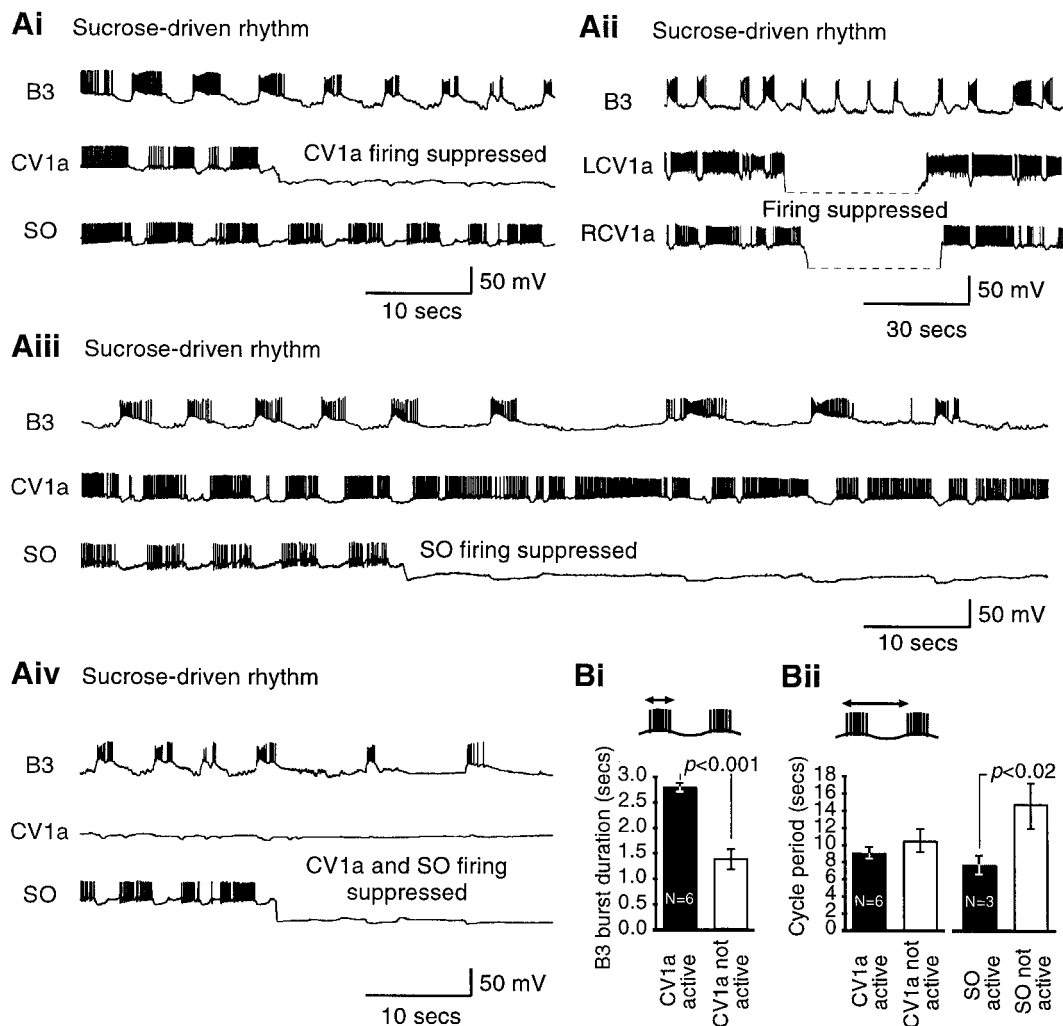 Ai Sucrose-driven rhythm
B3
CV1a
CV1a firing suppressed
SO
50 mV
10 secs
Aii Sucrose-driven rhythm
B3
LCV1a
Firing suppressed
RCV1a
50 mV
30 secs
Aiii Sucrose-driven rhythm
B3
CV1a
SO
SO firing suppressed
50 mV
10 secs
Aiv Sucrose-driven rhythm
B3
CV1a
CV1a and SO firing
suppressed
SO
50 mV
10 secs
Bi
p<0.001
B3 burst duration (secs)
3.0
2.5
2.0
1.5
1.0
0.5
0.0
N=6
CV1a
active
CV1a not
active
Bii
p<0.02
Cycle period (secs)
18
16
14
12
10
8
6
4
2
0
N=6
N=3
CV1a
active
CV1a not
active
SO
active
SO not
active